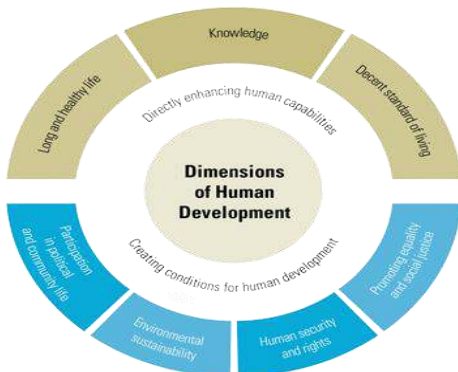 Knowledge
Long and healthy life
Decent standard of living
Directly enhancing human capabilities
Dimensions
of Human
Development
Creating conditions for human development
Participation
in political
and community life
Environmental
sustainability
Human security
and rights
Promoting equality
and social justice